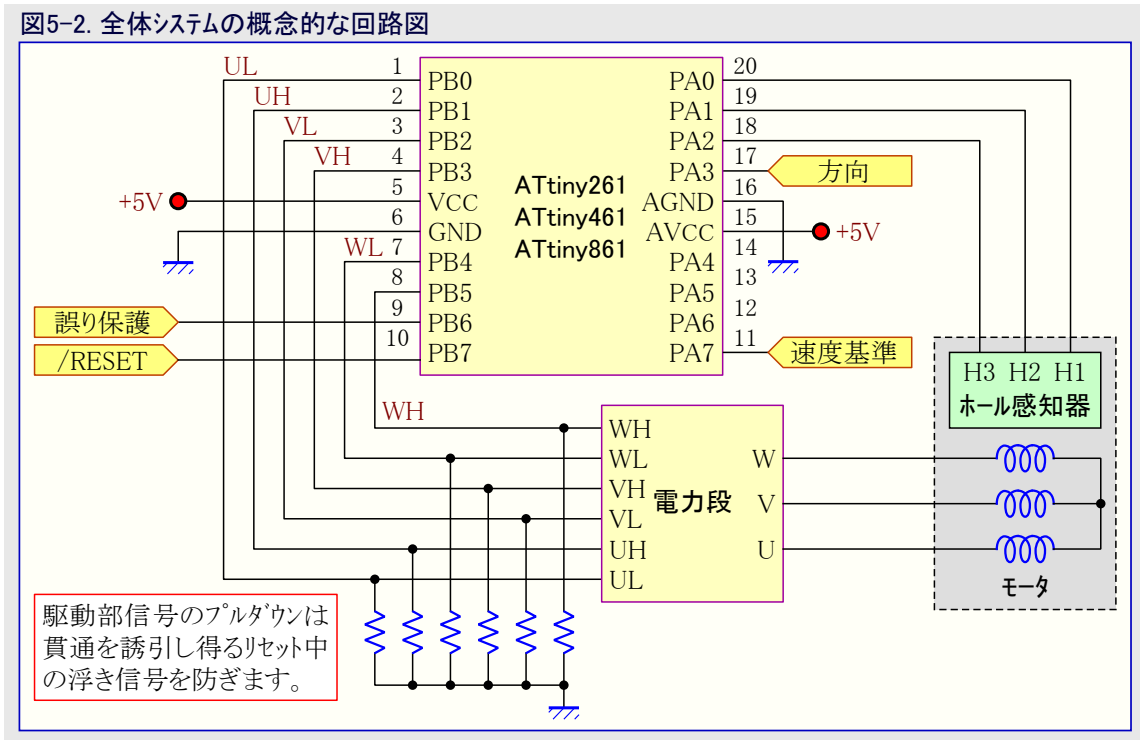 図5-2. 全体システムの概念的な回路図
UL 1 PB0
UH 2 PB1
VL 3 PB2
VH 4 PB3
+5V 5 VCC
6 GND
WL 7 PB4
8 PB5
誤り保護 9 PB6
/RESET 10 PB7
ATtiny261
ATtiny461
ATtiny861
PA0 20
PA1 19
PA2 18
PA3 17 方向
AGND 16
AVCC 15 +5V
PA4 14
PA5 13
PA6 12
PA7 11 速度基準
H3 H2 H1
ホール感知器
WH
WH
WL W
VH
電力段
VL V
UH U
UL
モータ
駆動部信号のプルダウンは
貫通を誘引し得るリセット中
の浮き信号を防ぎます。